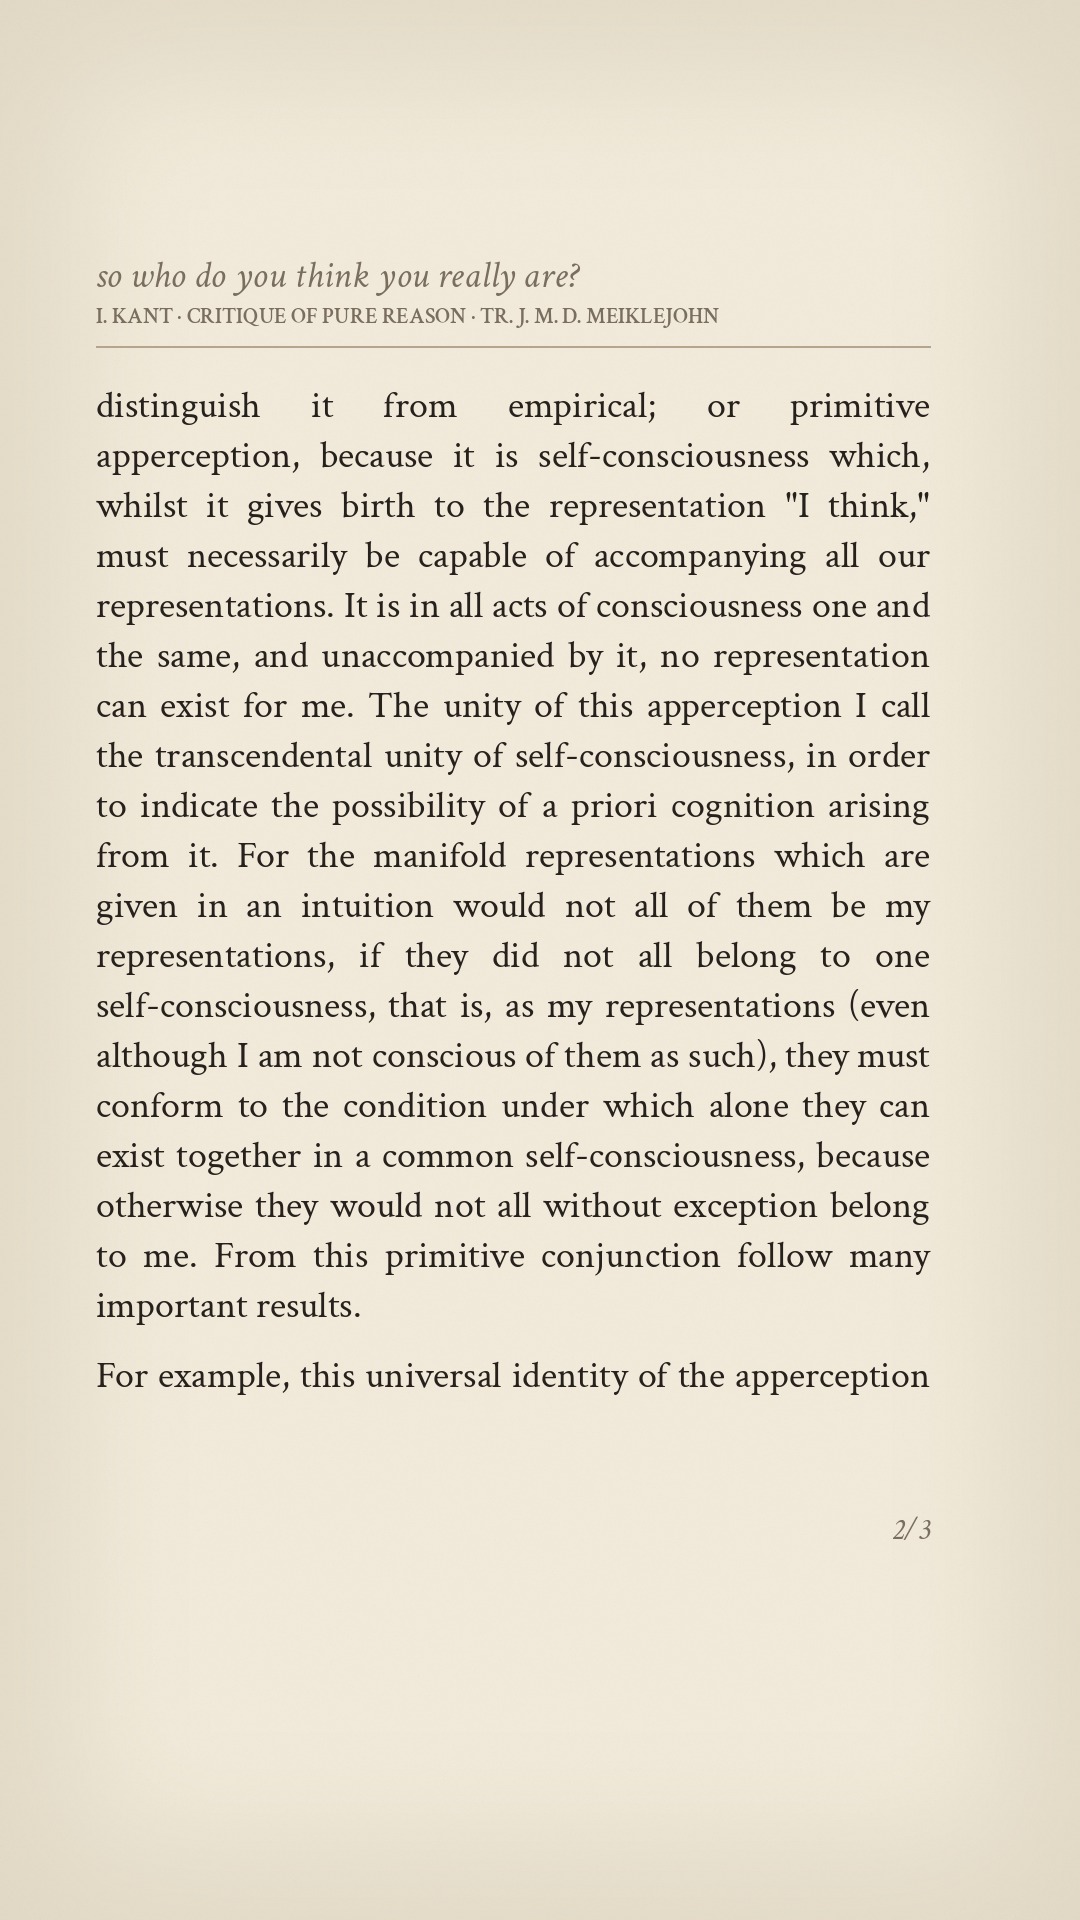 so who do you think you really are?
I. KANT · CRITIQUE OF PURE REASON · TR. J. M. D. MEIKLEJOHN
distinguish it from empirical; or primitive
apperception, because it is self-consciousness which,
whilst it gives birth to the representation "I think,"
must necessarily be capable of accompanying all our
representations. It is in all acts of consciousness one and
the same, and unaccompanied by it, no representation
can exist for me. The unity of this apperception I call
the transcendental unity of self-consciousness, in order
to indicate the possibility of a priori cognition arising
from it. For the manifold representations which are
given in an intuition would not all of them be my
representations, if they did not all belong to one
self-consciousness, that is, as my representations (even
although I am not conscious of them as such), they must
conform to the condition under which alone they can
exist together in a common self-consciousness, because
otherwise they would not all without exception belong
to me. From this primitive conjunction follow many
important results.
For example, this universal identity of the apperception
2/3